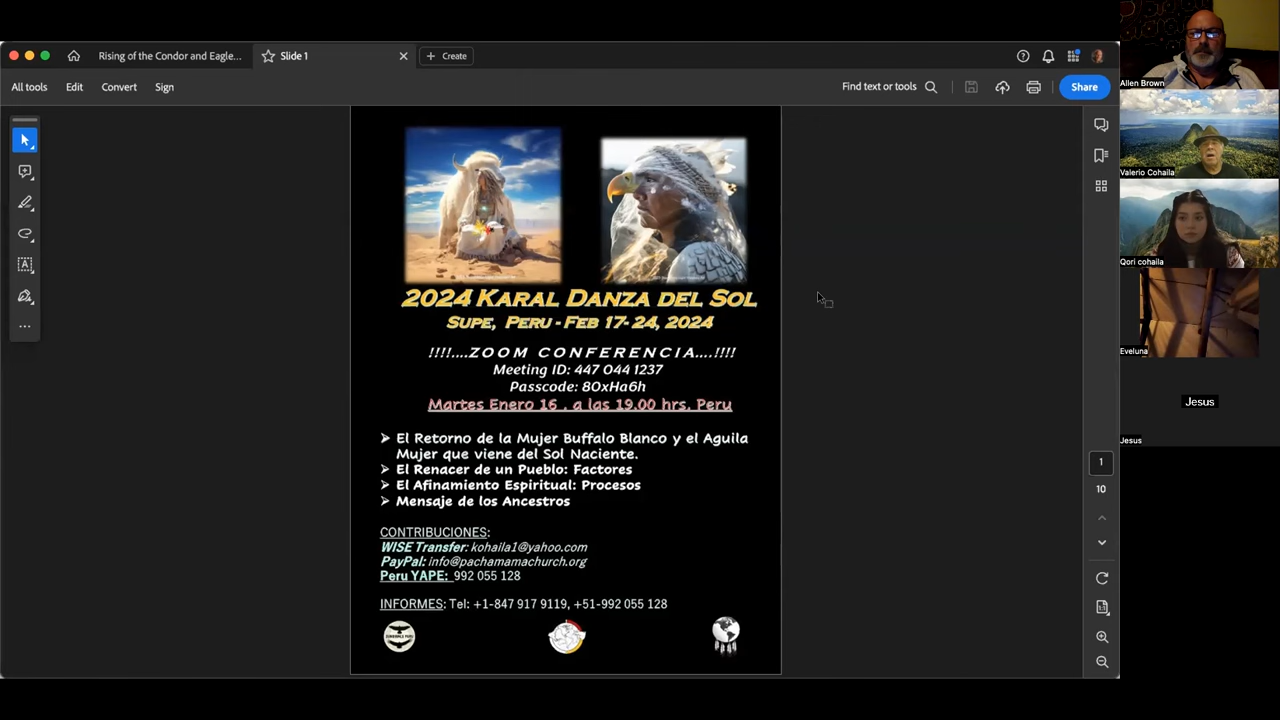 Rising of the Condor and Eagle...
Slide 1
Create
All tools
Edit
Convert
Sign
Find text or tools
Share
2024 Karal Danza del Sol
Supe, Peru - Feb 17- 24, 2024
!!!!....ZOOM CONFERENCIA....!!!!
Meeting ID: 447 044 1237
Passcode: 80xHa6h
Martes Enero 16 , a las 19.00 hrs, Peru
➢ El Retorno de la Mujer Buffalo Blanco y el Aguila
Mujer que viene del Sol Naciente.
➢ El Renacer de un Pueblo: Factores
➢ El Afinamiento Espiritual: Procesos
➢ Mensaje de los Ancestros
CONTRIBUCIONES:
WISE Transfer: kohaila1@yahoo.com
PayPal: info@pachamamachurch.org
Peru YAPE: 992 055 128
INFORMES: Tel: +1-847 917 9119, +51-992 055 128
1
10
Allen Brown
Valerio Cohaila
Qori cohaila
Eveluna
Jesus
Jesus